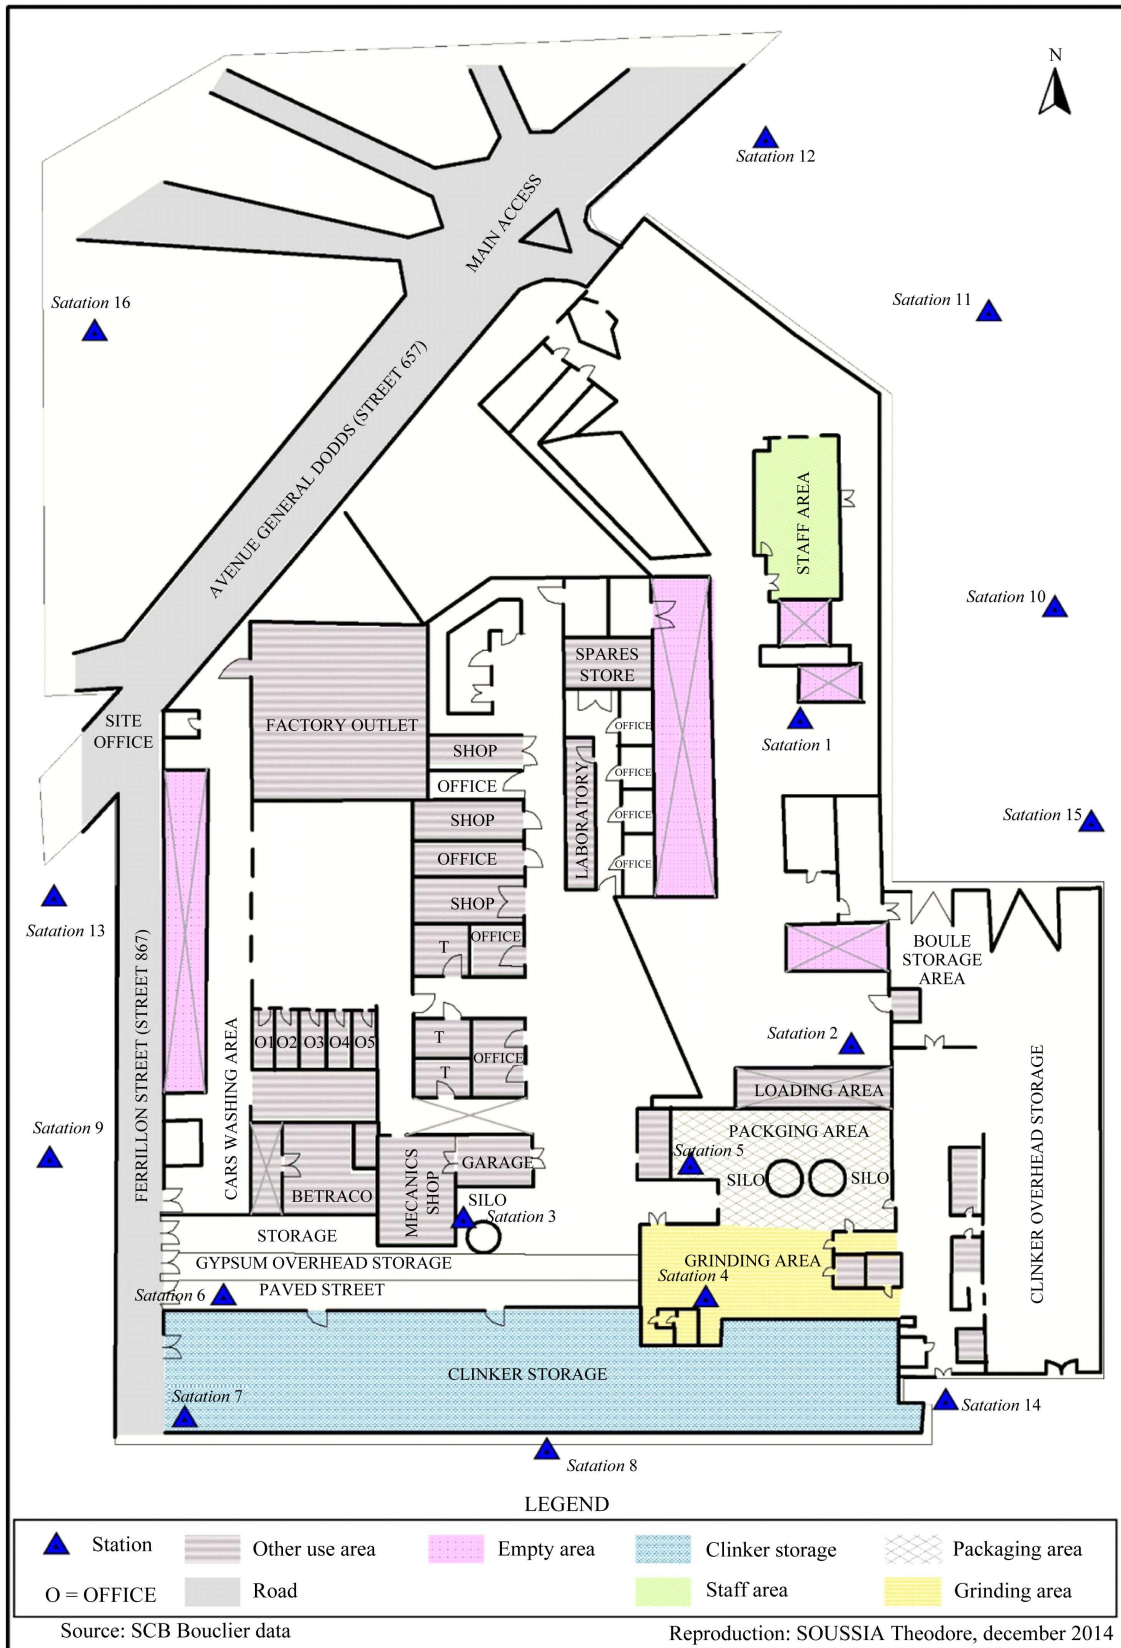 N
Satation 12
MAIN ACCESS
Satation 11
Satation 16
AVENUE GENERAL DODDS (STREET 657)
STAFF AREA
Satation 10
SPARES
STORE
SITE
OFFICE
FACTORY OUTLET
OFFICE
Satation 1
SHOP
OFFICE
OFFICE
LABORATORY
SHOP
OFFICE
Satation 15
OFFICE
OFFICE
SHOP
Satation 13
T
OFFICE
BOULE
STORAGE
AREA
FERRILLON STREET (STREET 867)
CARS WASHING AREA
O1
O2
O3
O4
O5
T
OFFICE
T
Satation 2
CLINKER OVERHEAD STORAGE
LOADING AREA
Satation 9
PACKGING AREA
Satation 5
SILO
SILO
MECANICS
SHOP
GARAGE
BETRACO
SILO
Satation 3
STORAGE
GYPSUM OVERHEAD STORAGE
GRINDING AREA
Satation 4
PAVED STREET
Satation 6
CLINKER STORAGE
Satation 7
Satation 14
Satation 8
LEGEND
Station
Other use area
Empty area
Clinker storage
Packaging area
O = OFFICE
Road
Staff area
Grinding area
Source: SCB Bouclier data
Reproduction: SOUSSIA Theodore, december 2014